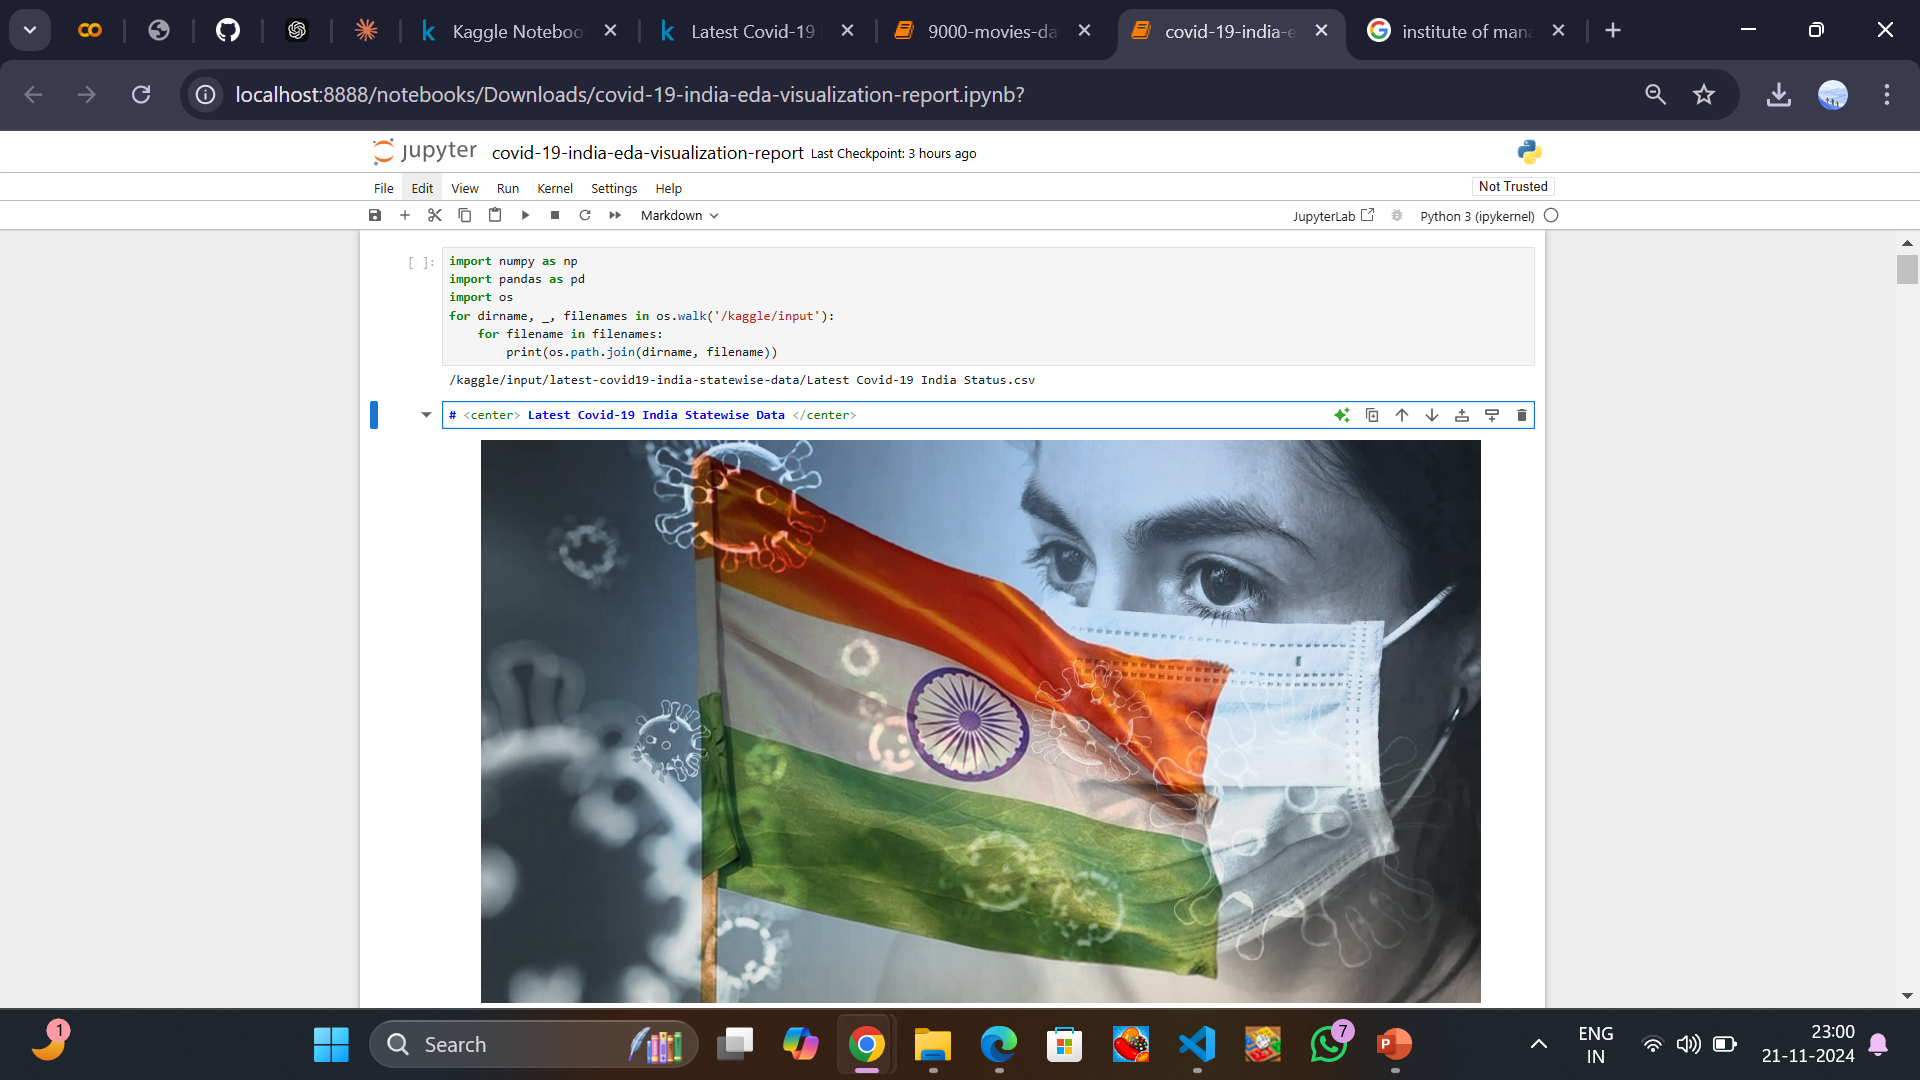 Kaggle Noteboo
Latest Covid-19
9000-movies-da
covid-19-india-e
institute of mana
localhost:8888/notebooks/Downloads/covid-19-india-eda-visualization-report.ipynb?
jupyter covid-19-india-eda-visualization-report Last Checkpoint: 3 hours ago
File Edit View Run Kernel Settings Help
Not Trusted
Markdown
JupyterLab
Python 3 (ipykernel)
[ ]:
import numpy as np
import pandas as pd
import os
for dirname, _, filenames in os.walk('/kaggle/input'):
    for filename in filenames:
        print(os.path.join(dirname, filename))
/kaggle/input/latest-covid19-india-statewise-data/Latest Covid-19 India Status.csv
# <center> Latest Covid-19 India Statewise Data </center>
1
Search
7
P
ENG
IN
23:00
21-11-2024